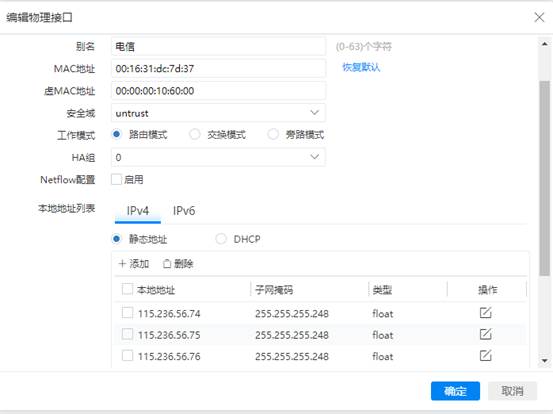 编辑物理接口
别名 电信 (0-63)个字符
MAC地址 00:16:31:dc:7d:37 恢复默认
虚MAC地址 00:00:00:10:60:00
安全域 untrust
工作模式 路由模式 交换模式 旁路模式
HA组 0
Netflow配置 启用
本地地址列表 IPv4 IPv6
静态地址 DHCP
添加 删除
本地地址 子网掩码 类型 操作
115.236.56.74 255.255.255.248 float
115.236.56.75 255.255.255.248 float
115.236.56.76 255.255.255.248 float
确定 取消